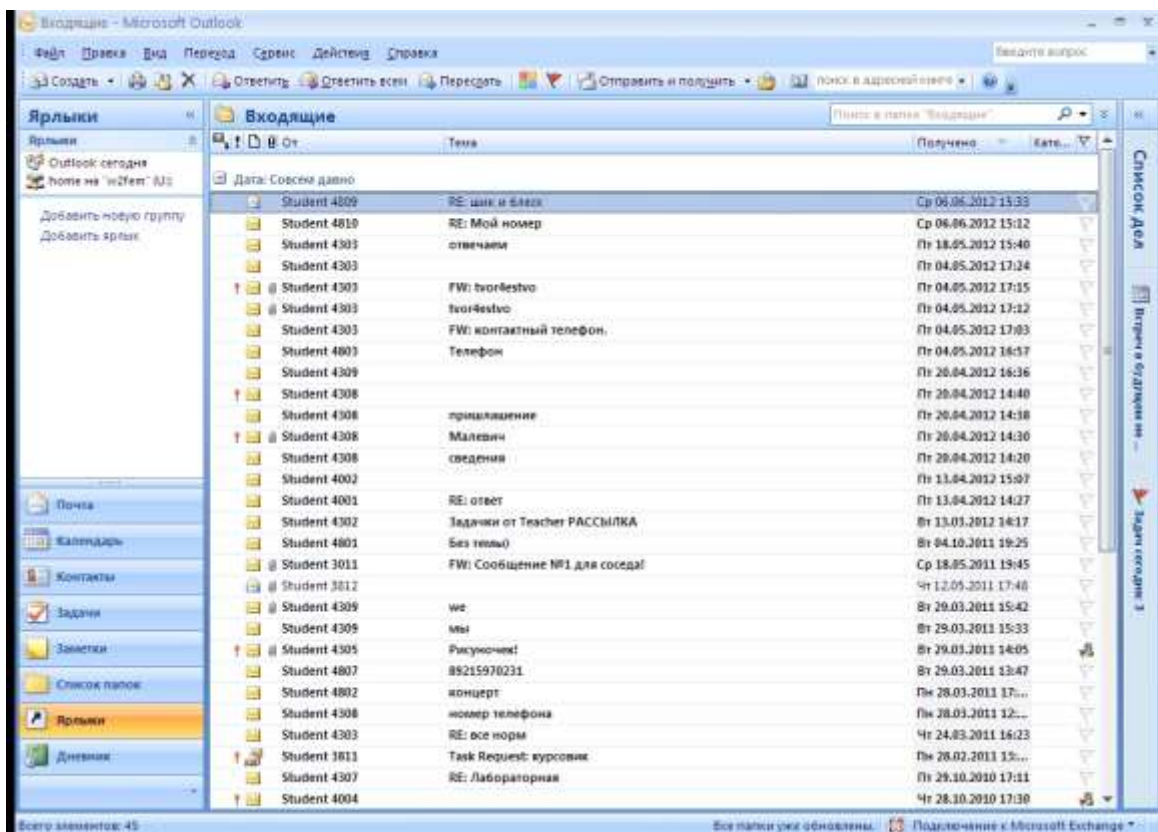 Входящие - Microsoft Outlook
Файл Правка Вид Переход Сервис Действия Справка
Введите вопрос
Создать Ответить Ответить всем Переслать Отправить и получить поиск в адресной книге
Ярлыки
Ярлыки
Outlook сегодня
home на
Добавить новую группу
Добавить ярлык
Почта
Календарь
Контакты
Задачи
Заметки
Список папок
Ярлыки
Дневник
Входящие
Поиск в папке "Входящие"
От Тема Получено Кате...
Дата: Совсем давно
Student 4809 RE: шик и блеск Ср 06.06.2012 15:33
Student 4810 RE: Мой номер Ср 06.06.2012 15:12
Student 4303 отвечаем Пт 18.05.2012 15:40
Student 4303 Пт 04.05.2012 17:24
Student 4303 FW: tvor4estvo Пт 04.05.2012 17:15
Student 4303 tvor4estvo Пт 04.05.2012 17:12
Student 4303 FW: контактный телефон. Пт 04.05.2012 17:03
Student 4803 Телефон Пт 04.05.2012 16:57
Student 4309 Пт 20.04.2012 16:36
Student 4308 Пт 20.04.2012 14:40
Student 4308 пришлашение Пт 20.04.2012 14:38
Student 4308 Малевич Пт 20.04.2012 14:30
Student 4308 сведения Пт 20.04.2012 14:20
Student 4002 Пт 13.04.2012 15:07
Student 4001 RE: ответ Пт 13.04.2012 14:27
Student 4302 Задачки от Teacher РАССЫЛКА Вт 13.03.2012 14:17
Student 4801 Без темы) Вт 04.10.2011 19:25
Student 3011 FW: Сообщение №1 для соседа! Ср 18.05.2011 19:45
Student 3812 Чт 12.05.2011 17:48
Student 4309 we Вт 29.03.2011 15:42
Student 4309 мы Вт 29.03.2011 15:33
Student 4305 Рисуночек! Вт 29.03.2011 14:05
Student 4807 89215970231 Вт 29.03.2011 13:47
Student 4802 концерт Пн 28.03.2011 17:...
Student 4308 номер телефона Пн 28.03.2011 12:...
Student 4303 RE: все норм Чт 24.03.2011 16:23
Student 3811 Task Request: курсовик Пн 28.02.2011 15:...
Student 4307 RE: Лабораторная Пт 29.10.2010 17:11
Student 4004 Чт 28.10.2010 17:30
Список дел
Встреч в будущем не ...
Задач сегодня: 3
Всего элементов: 45
Все папки уже обновлены. Подключение к Microsoft Exchange